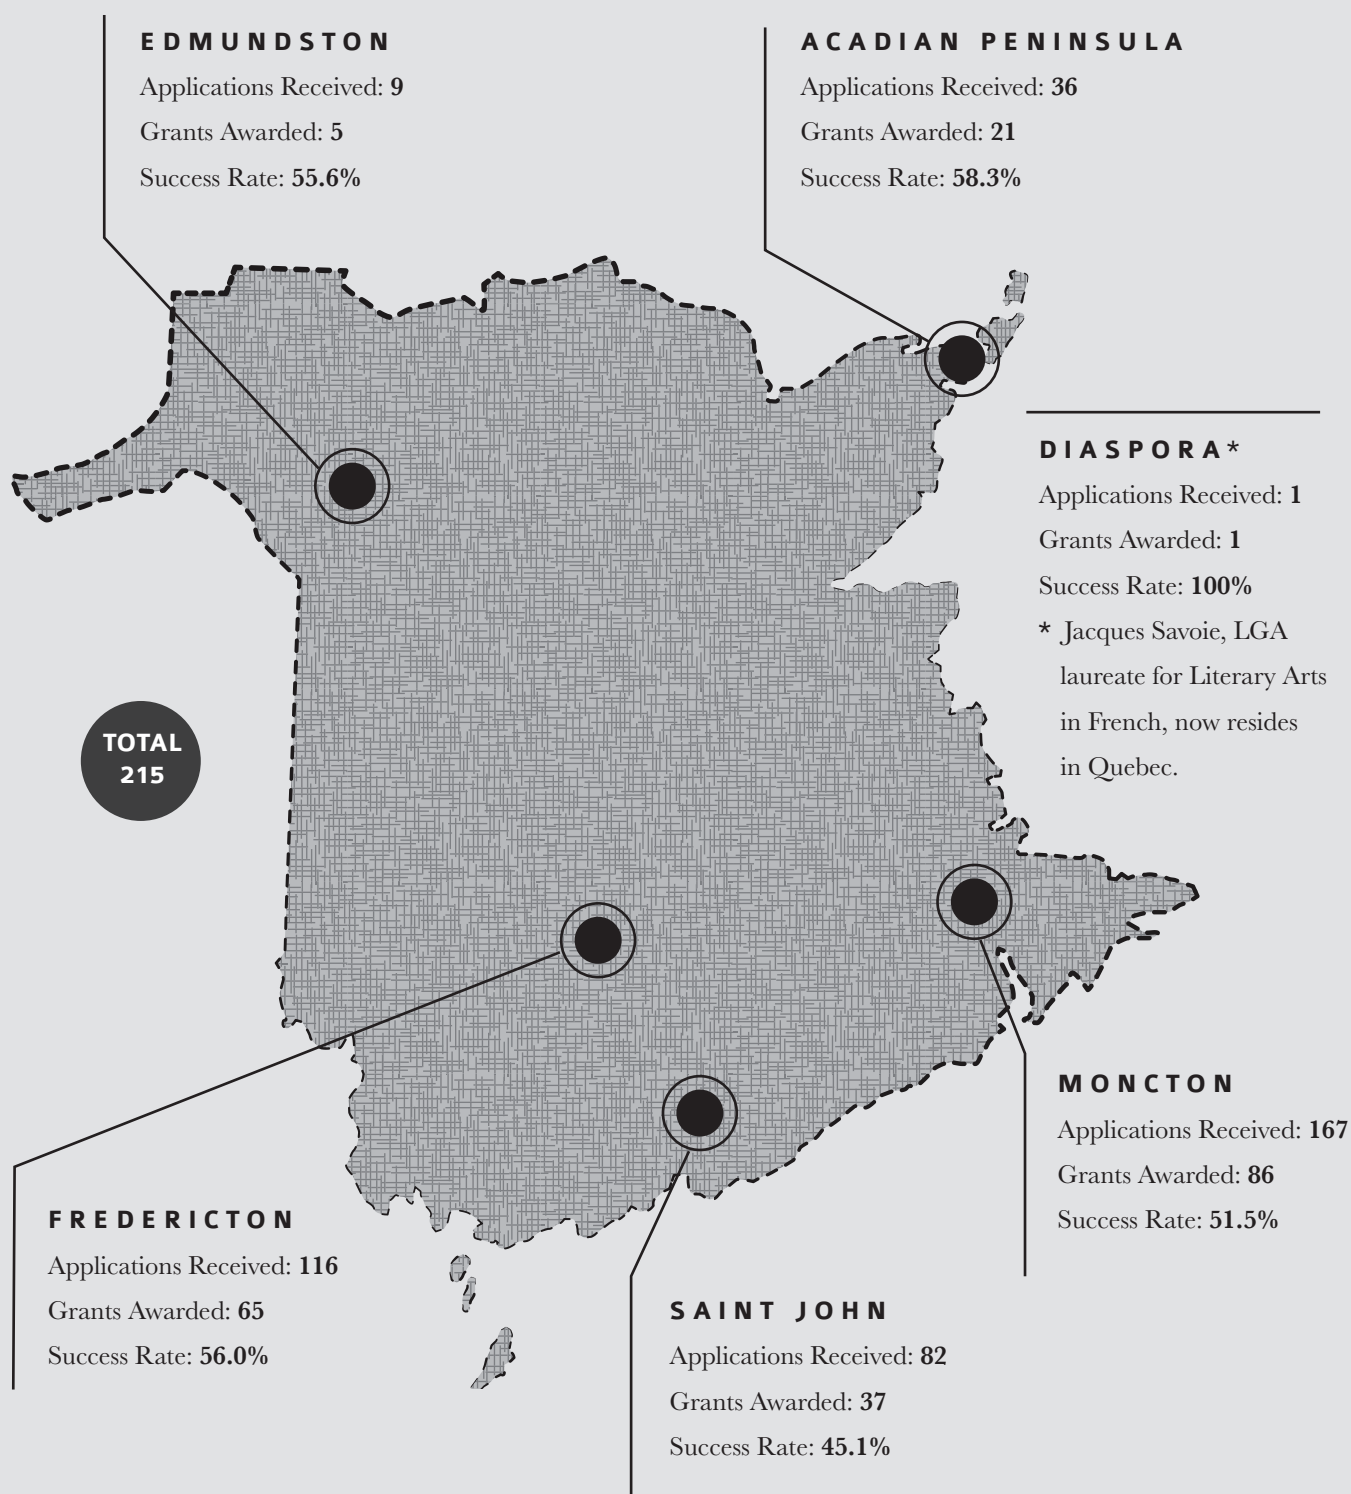 EDMUNDSTON
Applications Received: 9
Grants Awarded: 5
Success Rate: 55.6%
ACADIAN PENINSULA
Applications Received: 36
Grants Awarded: 21
Success Rate: 58.3%
DIASPORA*
Applications Received: 1
Grants Awarded: 1
Success Rate: 100%
* Jacques Savoie, LGA
laureate for Literary Arts
in French, now resides
in Quebec.
TOTAL
215
MONCTON
Applications Received: 167
Grants Awarded: 86
Success Rate: 51.5%
FREDERICTON
Applications Received: 116
Grants Awarded: 65
Success Rate: 56.0%
SAINT JOHN
Applications Received: 82
Grants Awarded: 37
Success Rate: 45.1%